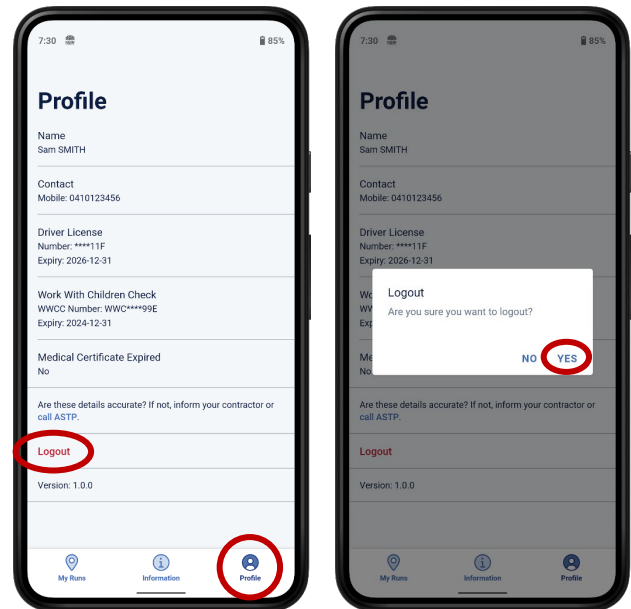 7:30 85%
Profile
Name
Sam SMITH
Contact
Mobile: 0410123456
Driver License
Number: ****11F
Expiry: 2026-12-31
Work With Children Check
WWCC Number: WWC****99E
Expiry: 2024-12-31
Medical Certificate Expired
No
Are these details accurate? If not, inform your contractor or
call ASTP.
Logout
Version: 1.0.0
My Runs Information Profile
7:30 85%
Profile
Name
Sam SMITH
Contact
Mobile: 0410123456
Driver License
Number: ****11F
Expiry: 2026-12-31
Logout
Are you sure you want to logout?
NO YES
Are these details accurate? If not, inform your contractor or
call ASTP.
Logout
Version: 1.0.0
My Runs Information Profile